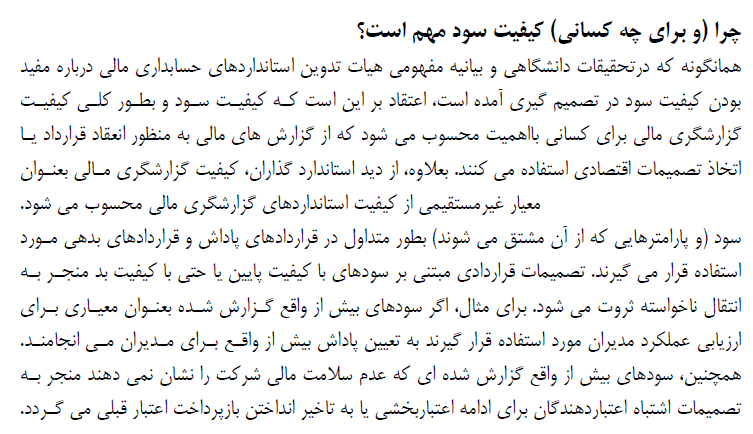 چرا (و برای چه کسانی) کیفیت سود مهم است؟
همانگونه که درتحقیقات دانشگاهی و بیانیه مفهومی هیات تدوین استانداردهای حسابداری مالی درباره مفید
بودن کیفیت سود در تصمیم گیری آمده است، اعتقاد بر این است که کیفیت سود و بطور کلی کیفیت
گزارشگری مالی برای کسانی بااهمیت محسوب می شود که از گزارش های مالی به منظور انعقاد قرارداد یا
اتخاذ تصمیمات اقتصادی استفاده می کنند. بعلاوه، از دید استاندارد گذاران، کیفیت گزارشگری مالی بعنوان
معیار غیرمستقیمی از کیفیت استانداردهای گزارشگری مالی محسوب می شود.
سود (و پارامترهایی که از آن مشتق می شوند) بطور متداول در قراردادهای پاداش و قراردادهای بدهی مورد
استفاده قرار می گیرند. تصمیمات قراردادی مبتنی بر سودهای با کیفیت پایین یا حتی با کیفیت بد منجر به
انتقال ناخواسته ثروت می شود. برای مثال، اگر سودهای بیش از واقع گزارش شده بعنوان معیاری برای
ارزیابی عملکرد مدیران مورد استفاده قرار گیرند به تعیین پاداش بیش از واقع برای مدیران می انجامند.
همچنین، سودهای بیش از واقع گزارش شده ای که عدم سلامت مالی شرکت را نشان نمی دهند منجر به
تصمیمات اشتباه اعتباردهندگان برای ادامه اعتباربخشی یا به تاخیر انداختن بازپرداخت اعتبار قبلی می گردد.